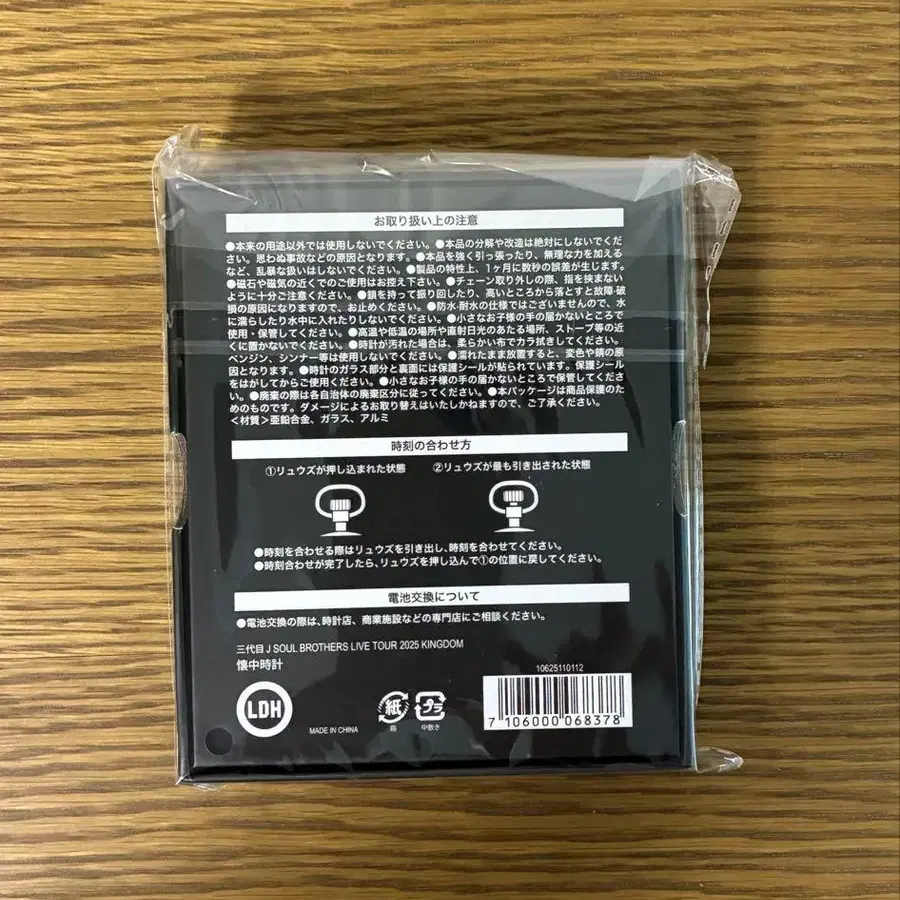 お取り扱い上の注意
●本来の用途以外では使用しないでください。●本品の分解や改造は絶対にしないでくだ
さい。思わぬ事故などの原因となります。●本品を強く引っ張ったり、無理な力を加える
など、乱暴な扱いはしないでください。●製品の特性上、1ヶ月に数秒の誤差が生じます。
●磁石や磁気の近くでのご使用はお控え下さい。●チェーン取り外しの際、指を挟まない
ように十分ご注意ください。●鎖を持って振り回したり、高いところから落とすと故障・破
損の原因になりますので、お止めください。●防水・耐水の仕様ではございませんので、水
に濡らしたり水中に入れたりしないでください。●小さなお子様の手の届かないところで
使用・保管してください。●高温や低温の場所や直射日光のあたる場所、ストーブ等の近
くに置かないでください。●時計が汚れた場合は、柔らかい布でカラ拭きしてください。
ベンジン、シンナー等は使用しないでください。●濡れたまま放置すると、変色や錆の原
因となります。●時計のガラス部分と裏面には保護シールが貼られています。保護シール
をはがしてからご使用ください。●小さなお子様の手の届かないところで保管してくださ
い。●廃棄の際は各自治体の廃棄区分に従ってください。●本パッケージは商品保護のた
めのものです。ダメージによるお取り替えはいたしかねますので、ご了承ください。
＜材質＞亜鉛合金、ガラス、アルミ
時刻の合わせ方
①リュウズが押し込まれた状態 ②リュウズが最も引き出された状態
●時刻を合わせる際はリュウズを引き出し、時刻を合わせてください。
●時刻合わせが完了したら、リュウズを押し込んで①の位置に戻してください。
電池交換について
●電池交換の際は、時計店、商業施設などの専門店にご相談ください。
三代目 J SOUL BROTHERS LIVE TOUR 2025 KINGDOM
懐中時計
10625110112
LDH
紙
プラ
箱
中敷き
MADE IN CHINA
7 106000 068378